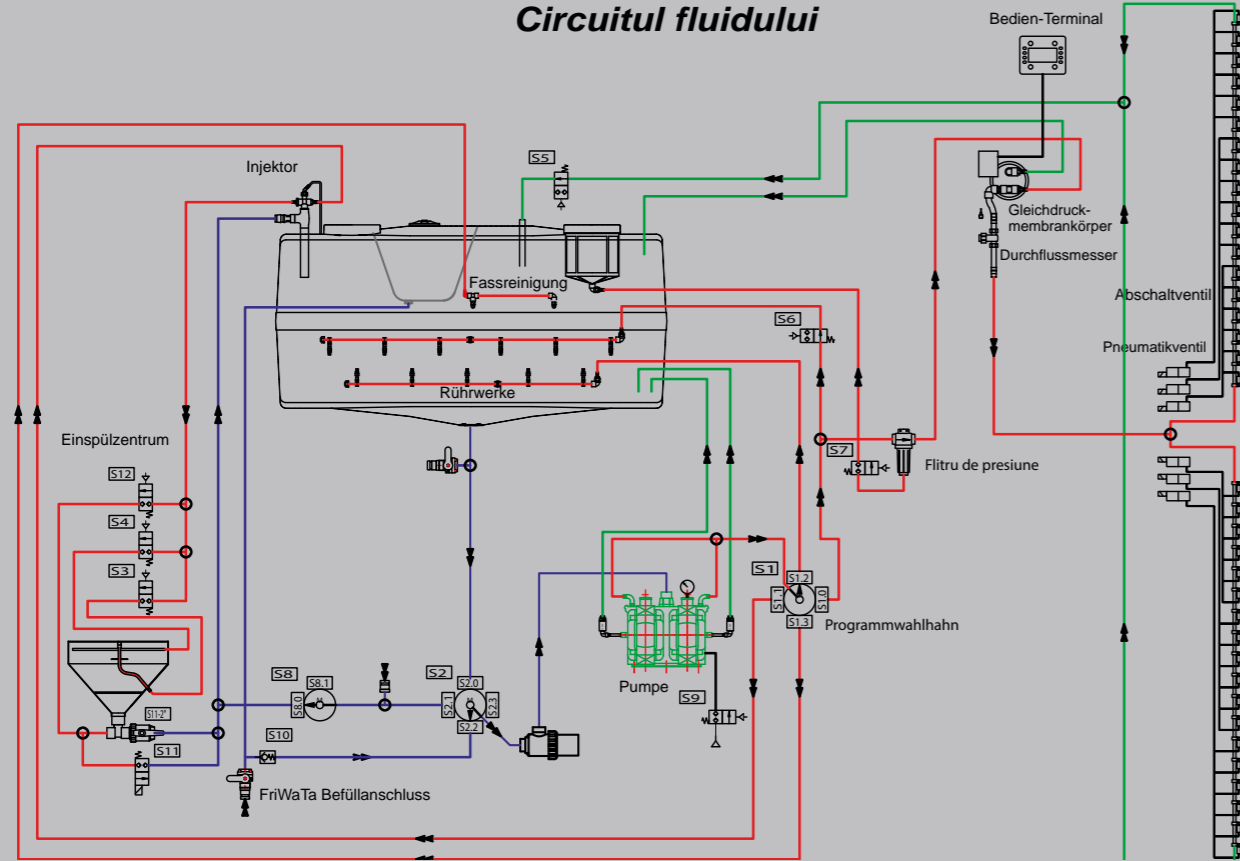 Circuitul fluidului
Bedien-Terminal
Injektor
S5
Gleichdruck-
membrankörper
Durchflussmesser
Fassreinigung
Abschaltventil
S6
Pneumatikventil
Rührwerke
Einspülzentrum
S7
Flitru de presiune
S12
S4
S3
S1
S1.2
S1.1
S1.0
S1.3
Programmwahlhahn
Pumpe
S8
S8.1
S8.0
S2
S2.0
S2.1
S2.3
S2.2
S9
S11-2"
S11
S10
FriWaTa Befüllanschluss